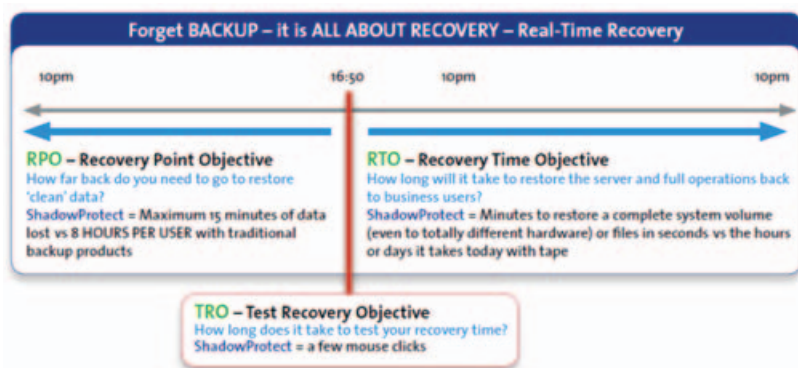 Forget BACKUP – it is ALL ABOUT RECOVERY – Real-Time Recovery
10pm 16:50 10pm 10pm
RPO – Recovery Point Objective
How far back do you need to go to restore
‘clean’ data?
ShadowProtect = Maximum 15 minutes of data
lost vs 8 HOURS PER USER with traditional
backup products
RTO – Recovery Time Objective
How long will it take to restore the server and full operations back
to business users?
ShadowProtect = Minutes to restore a complete system volume
(even to totally different hardware) or files in seconds vs the hours
or days it takes today with tape
TRO – Test Recovery Objective
How long does it take to test your recovery time?
ShadowProtect = a few mouse clicks